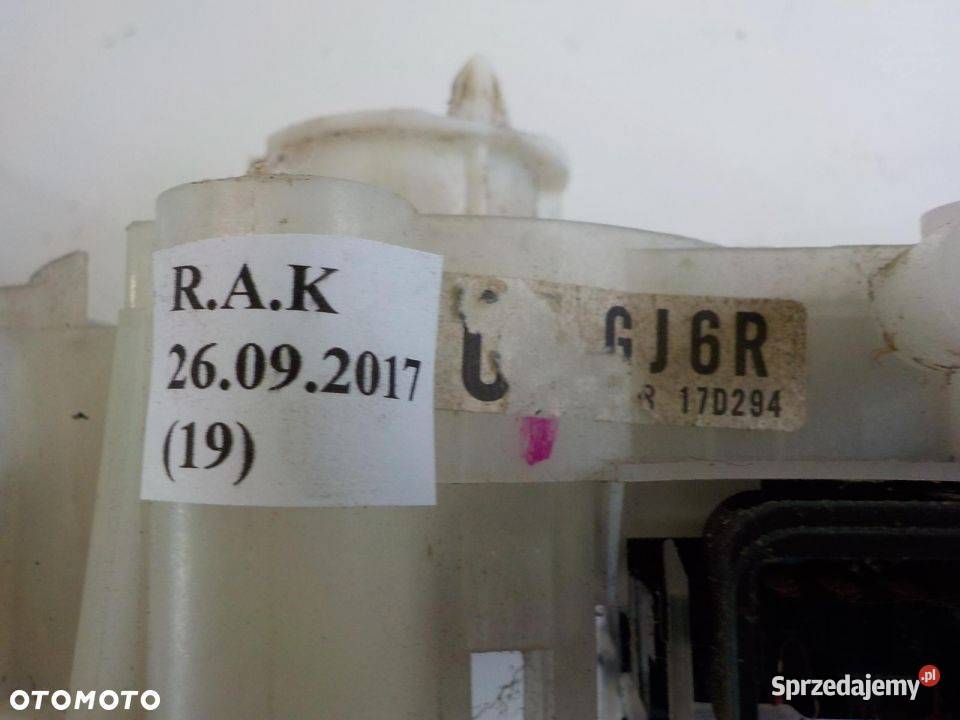 R.A.K
26.09.2017
(19)
GJ6R
R 17D294
OTOMOTO
Sprzedajemy.pl